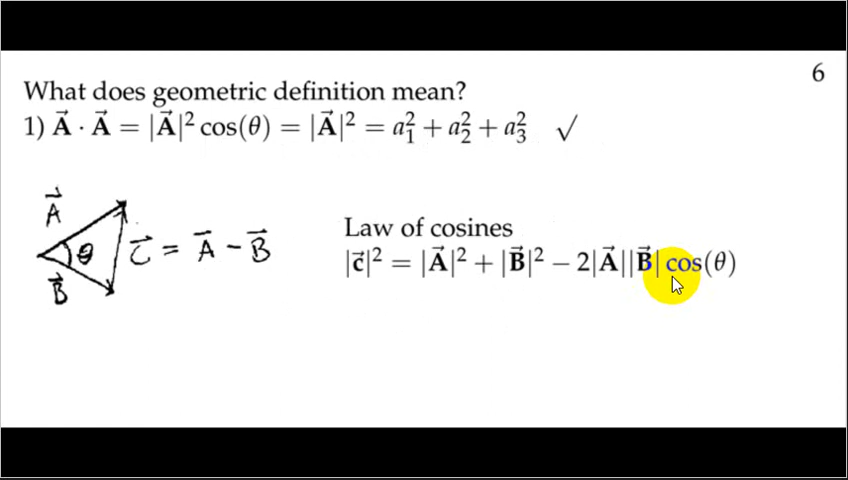 6
What does geometric definition mean?
1) A⃗ · A⃗ = |A⃗|² cos(θ) = |A⃗|² = a₁² + a₂² + a₃² √
A⃗
θ
B⃗
C⃗ = A⃗ − B⃗
Law of cosines
|c⃗|² = |A⃗|² + |B⃗|² − 2|A⃗||B⃗| cos(θ)